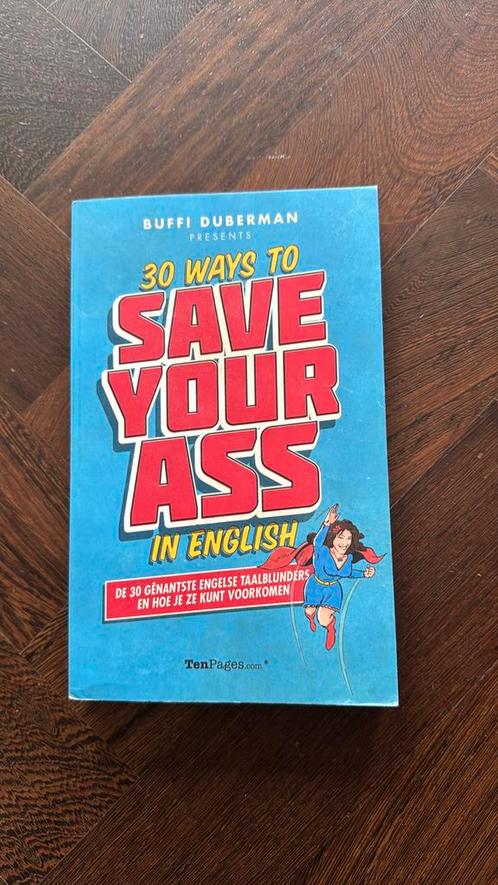 BUFFI DUBERMAN
PRESENTS
30 WAYS TO
SAVE
YOUR
ASS
IN ENGLISH
DE 30 GÊNANTSTE ENGELSE TAALBLUNDERS
EN HOE JE ZE KUNT VOORKOMEN
TenPages.com*